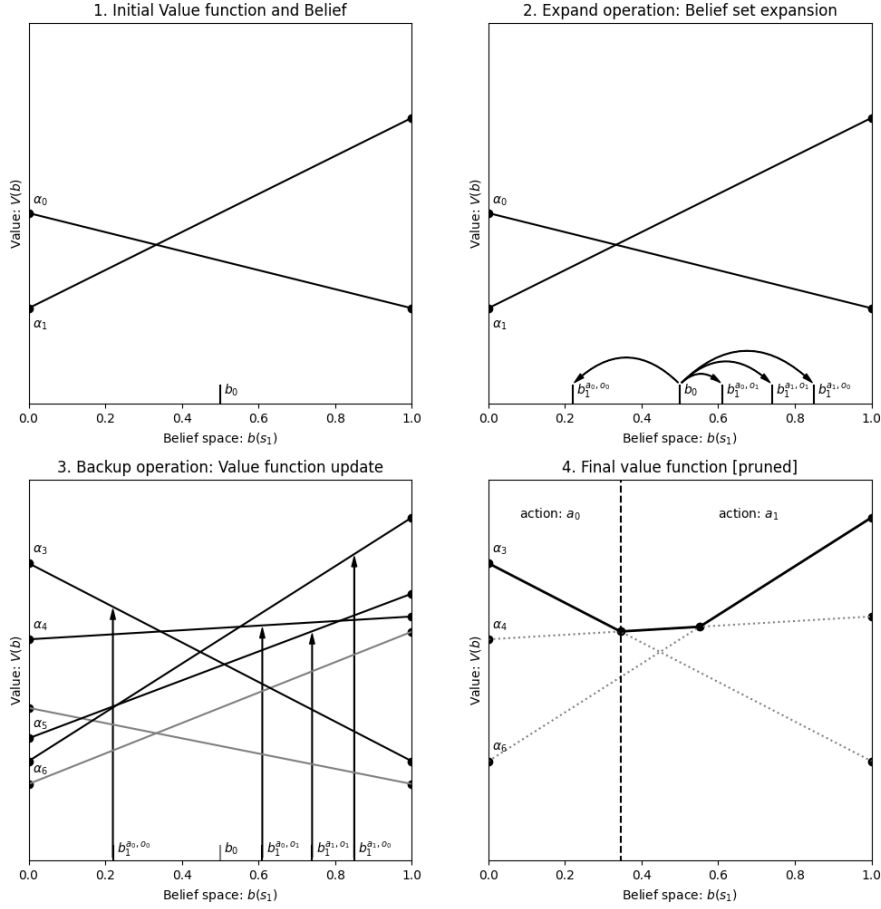 1. Initial Value function and Belief
Value: V(b)
α₀
α₁
b₀
0.0 0.2 0.4 0.6 0.8 1.0
Belief space: b(s₁)
2. Expand operation: Belief set expansion
Value: V(b)
α₀
α₁
b₁^{a₀,o₀} b₀ b₁^{a₀,o₁} b₁^{a₁,o₁} b₁^{a₁,o₀}
0.0 0.2 0.4 0.6 0.8 1.0
Belief space: b(s₁)
3. Backup operation: Value function update
Value: V(b)
α₃
α₄
α₅
α₆
b₁^{a₀,o₀} b₀ b₁^{a₀,o₁} b₁^{a₁,o₁} b₁^{a₁,o₀}
0.0 0.2 0.4 0.6 0.8 1.0
Belief space: b(s₁)
4. Final value function [pruned]
Value: V(b)
action: a₀ action: a₁
α₃
α₄
α₆
0.0 0.2 0.4 0.6 0.8 1.0
Belief space: b(s₁)